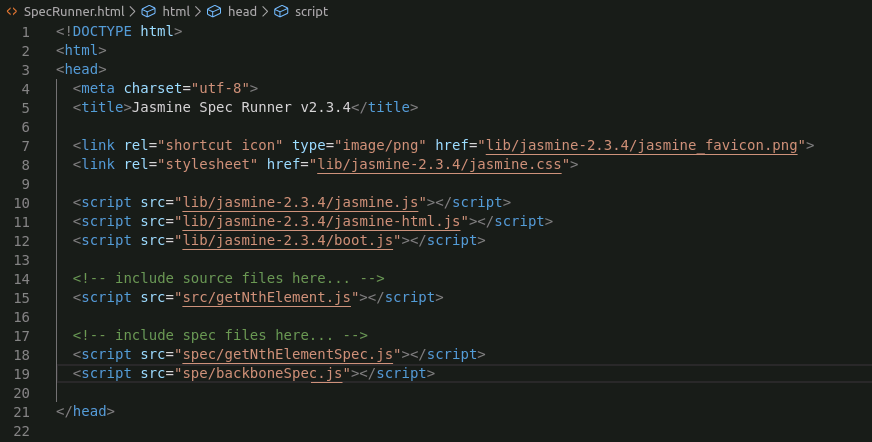 SpecRunner.html > html > head > script
1 <!DOCTYPE html>
2 <html>
3 <head>
4   <meta charset="utf-8">
5   <title>Jasmine Spec Runner v2.3.4</title>
6
7   <link rel="shortcut icon" type="image/png" href="lib/jasmine-2.3.4/jasmine_favicon.png">
8   <link rel="stylesheet" href="lib/jasmine-2.3.4/jasmine.css">
9
10   <script src="lib/jasmine-2.3.4/jasmine.js"></script>
11   <script src="lib/jasmine-2.3.4/jasmine-html.js"></script>
12   <script src="lib/jasmine-2.3.4/boot.js"></script>
13
14   <!-- include source files here... -->
15   <script src="src/getNthElement.js"></script>
16
17   <!-- include spec files here... -->
18   <script src="spec/getNthElementSpec.js"></script>
19   <script src="spe/backboneSpec.js"></script>
20
21 </head>
22